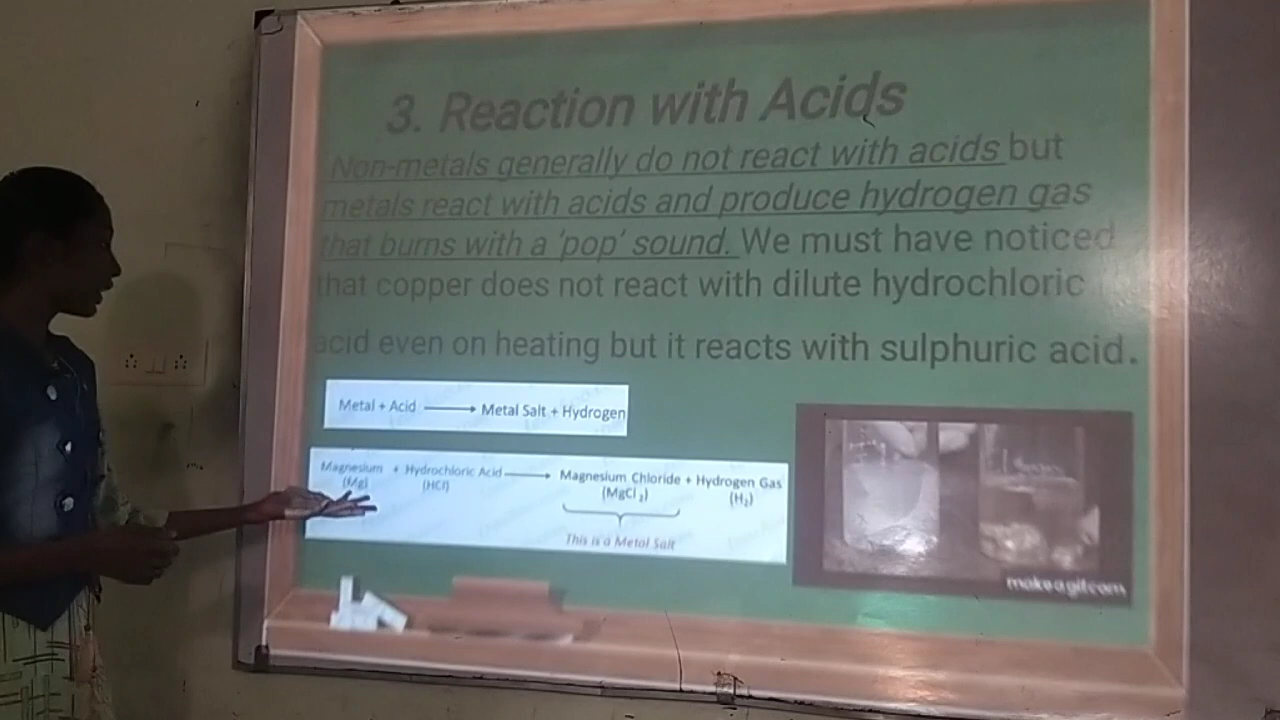 3. Reaction with Acids
Non-metals generally do not react with acids but
metals react with acids and produce hydrogen gas
that burns with a 'pop' sound. We must have noticed
that copper does not react with dilute hydrochloric
acid even on heating but it reacts with sulphuric acid.
Metal + Acid → Metal Salt + Hydrogen
Magnesium + Hydrochloric Acid → Magnesium Chloride + Hydrogen Gas
(Mg) (HCl) (MgCl₂) (H₂)
This is a Metal Salt
makeagif.com